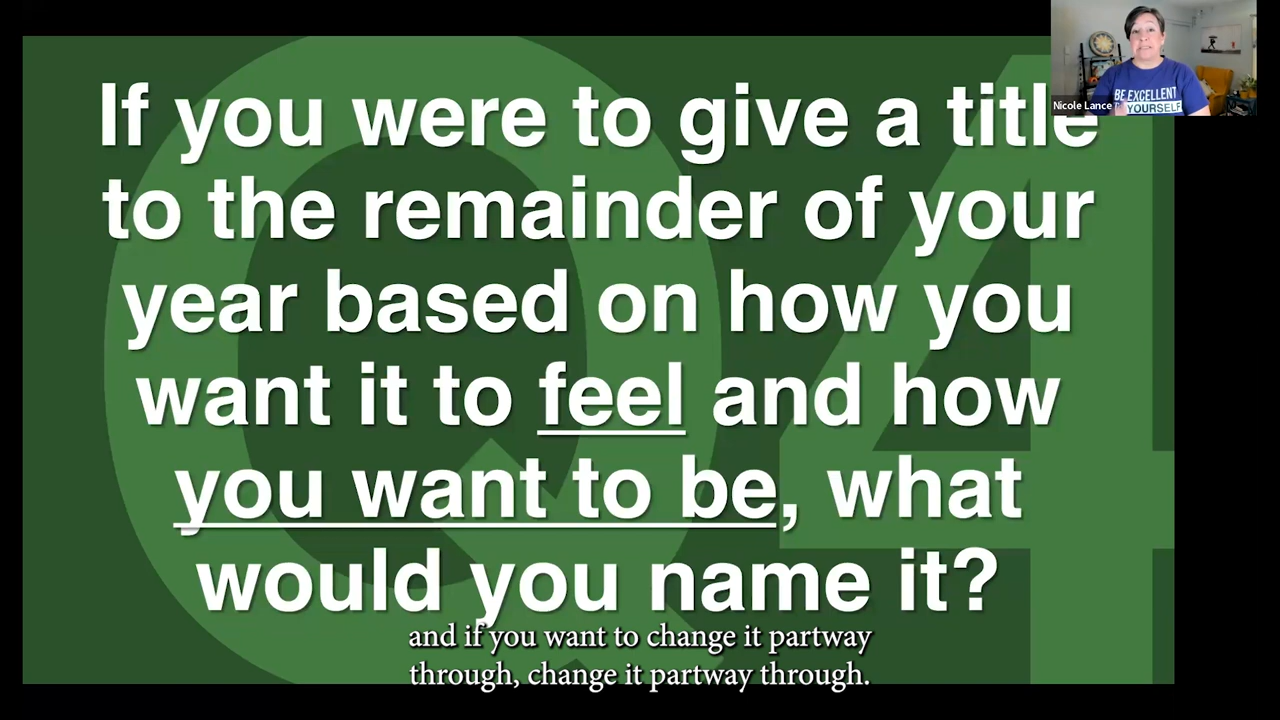 If you were to give a title
to the remainder of your
year based on how you
want it to feel and how
you want to be, what
would you name it?
Q4
Nicole Lance
BE EXCELLENT
YOURSELF
and if you want to change it partway
through, change it partway through.